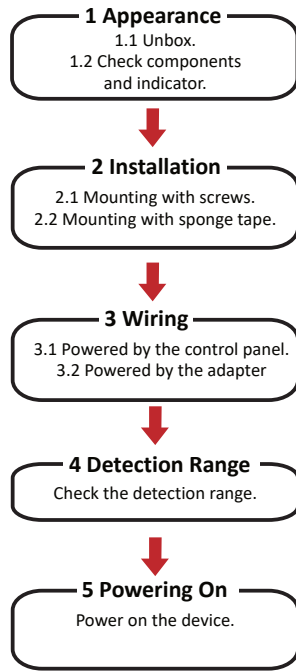 1 Appearance
1.1 Unbox.
1.2 Check components
and indicator.
2 Installation
2.1 Mounting with screws.
2.2 Mounting with sponge tape.
3 Wiring
3.1 Powered by the control panel.
3.2 Powered by the adapter
4 Detection Range
Check the detection range.
5 Powering On
Power on the device.